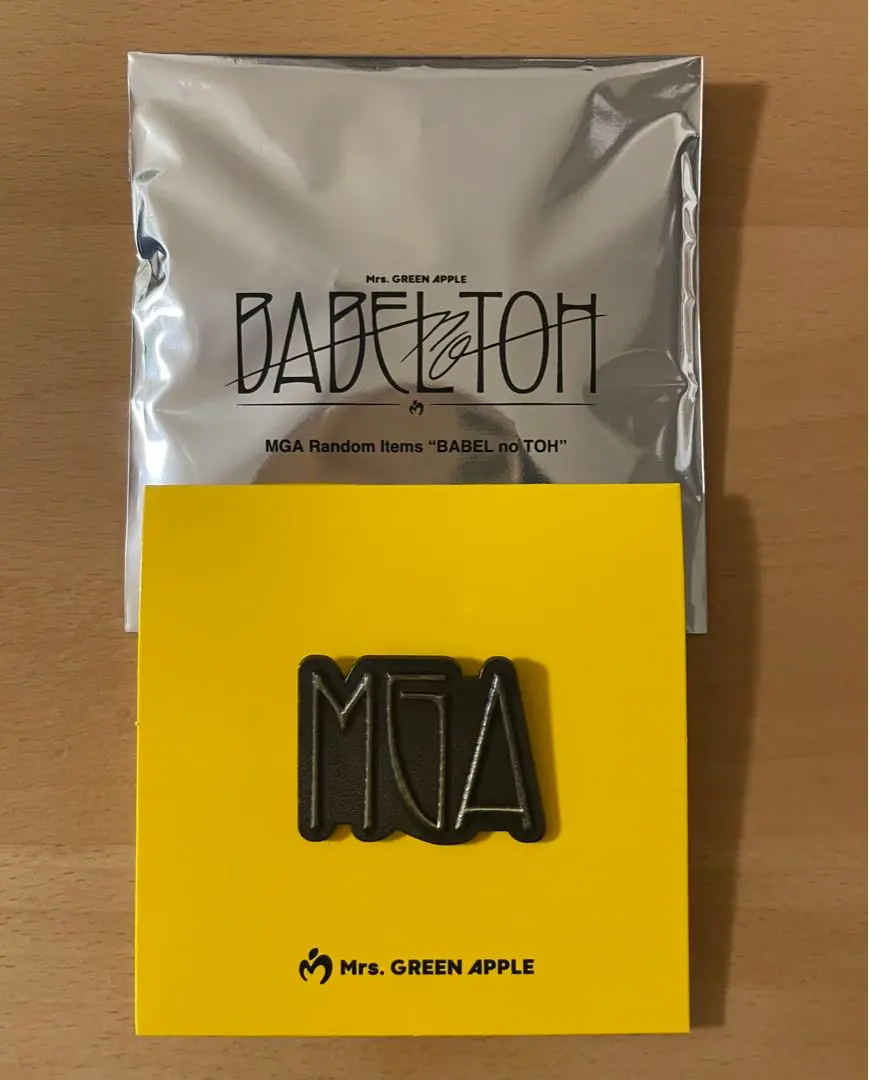 Mrs. GREEN APPLE
BABEL no TOH
MGA Random Items “BABEL no TOH”
MGA
Mrs. GREEN APPLE